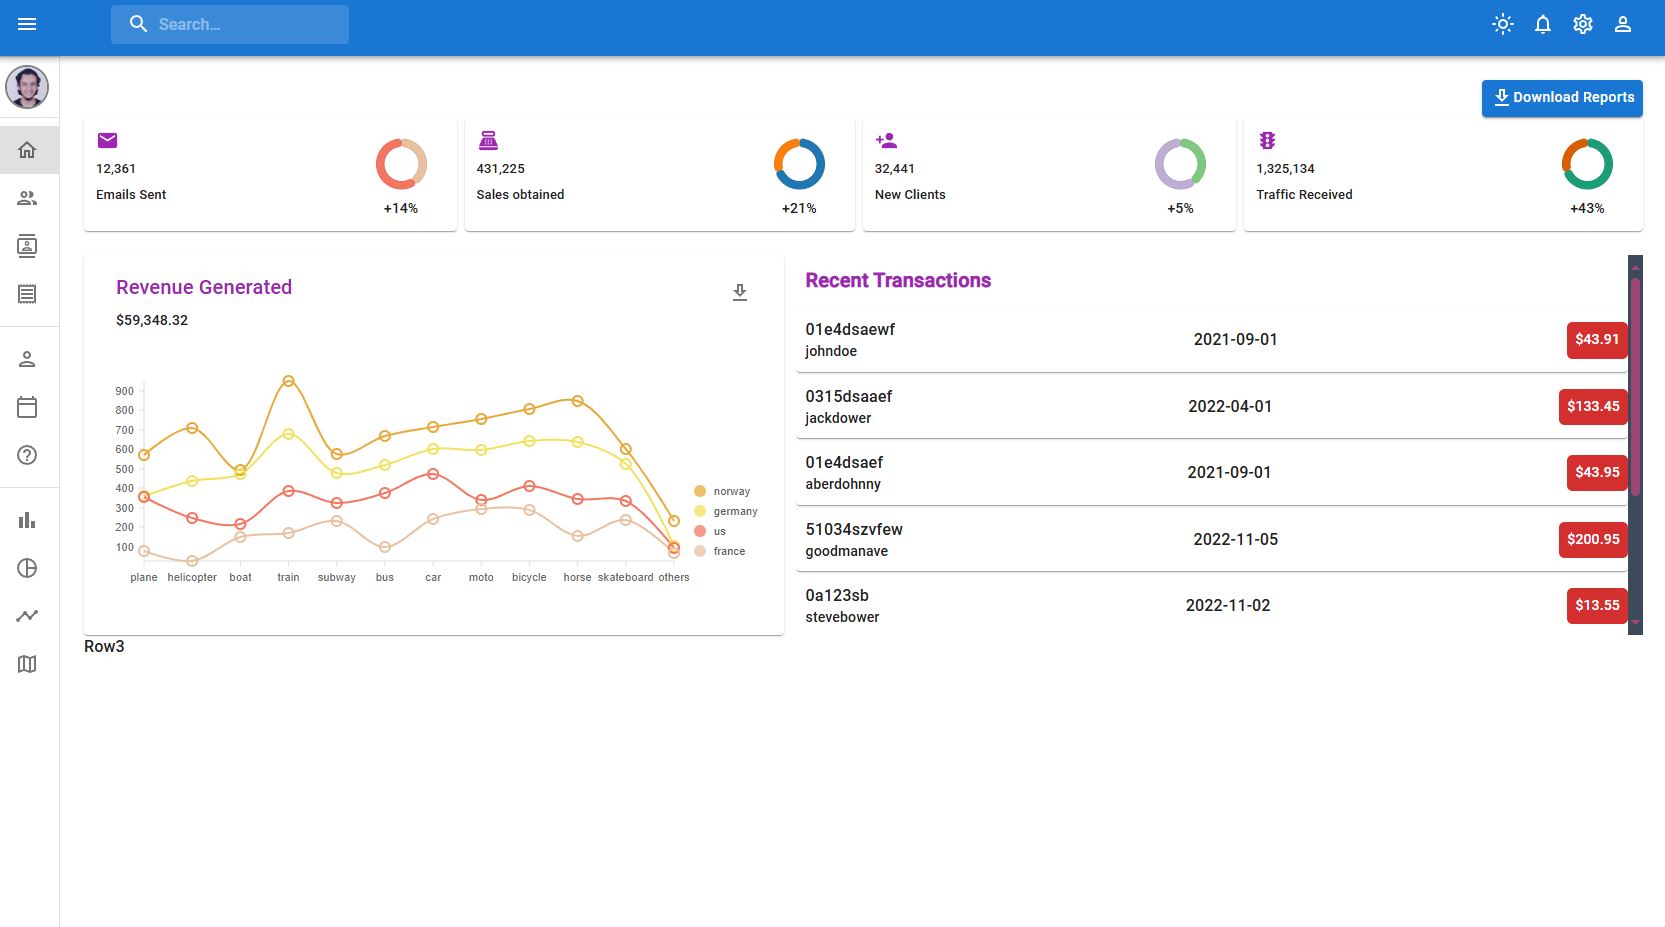 Search...
Download Reports
12,361
Emails Sent
+14%
431,225
Sales obtained
+21%
32,441
New Clients
+5%
1,325,134
Traffic Received
+43%
Revenue Generated
$59,348.32
900
800
700
600
500
400
300
200
100
plane helicopter boat train subway bus car moto bicycle horse skateboard others
norway
germany
us
france
Recent Transactions
01e4dsaewf
johndoe
2021-09-01
$43.91
0315dsaaef
jackdower
2022-04-01
$133.45
01e4dsaef
aberdohnny
2021-09-01
$43.95
51034szvfew
goodmanave
2022-11-05
$200.95
0a123sb
stevebower
2022-11-02
$13.55
Row3